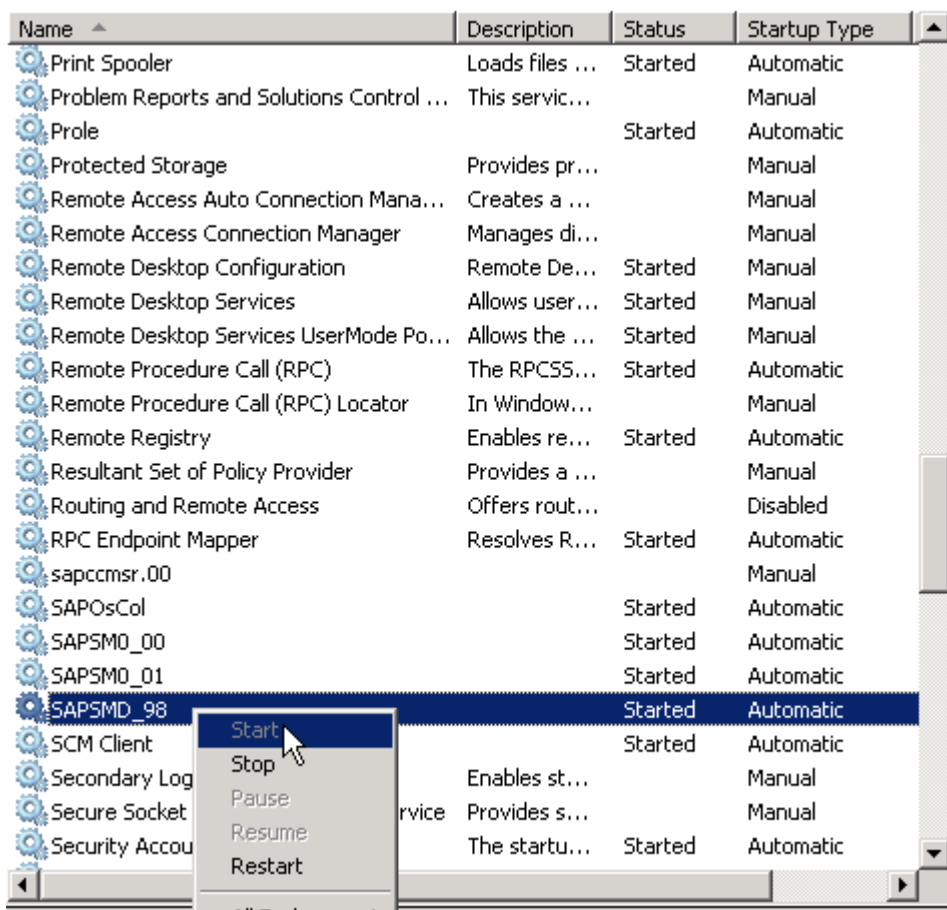 Name Description Status Startup Type
Print Spooler Loads files ... Started Automatic
Problem Reports and Solutions Control ... This servic... Manual
Prole Started Automatic
Protected Storage Provides pr... Manual
Remote Access Auto Connection Mana... Creates a ... Manual
Remote Access Connection Manager Manages di... Manual
Remote Desktop Configuration Remote De... Started Manual
Remote Desktop Services Allows user... Started Manual
Remote Desktop Services UserMode Po... Allows the ... Started Manual
Remote Procedure Call (RPC) The RPCSS... Started Automatic
Remote Procedure Call (RPC) Locator In Window... Manual
Remote Registry Enables re... Started Automatic
Resultant Set of Policy Provider Provides a ... Manual
Routing and Remote Access Offers rout... Disabled
RPC Endpoint Mapper Resolves R... Started Automatic
sapccmsr.00 Manual
SAPOsCol Started Automatic
SAPSM0_00 Started Automatic
SAPSM0_01 Started Automatic
SAPSMD_98 Started Automatic
Start
SCM Client Started Automatic
Stop
Secondary Log Enables st... Manual
Pause
Secure Socket rvice Provides s... Manual
Resume
Security Accou The startu... Started Automatic
Restart